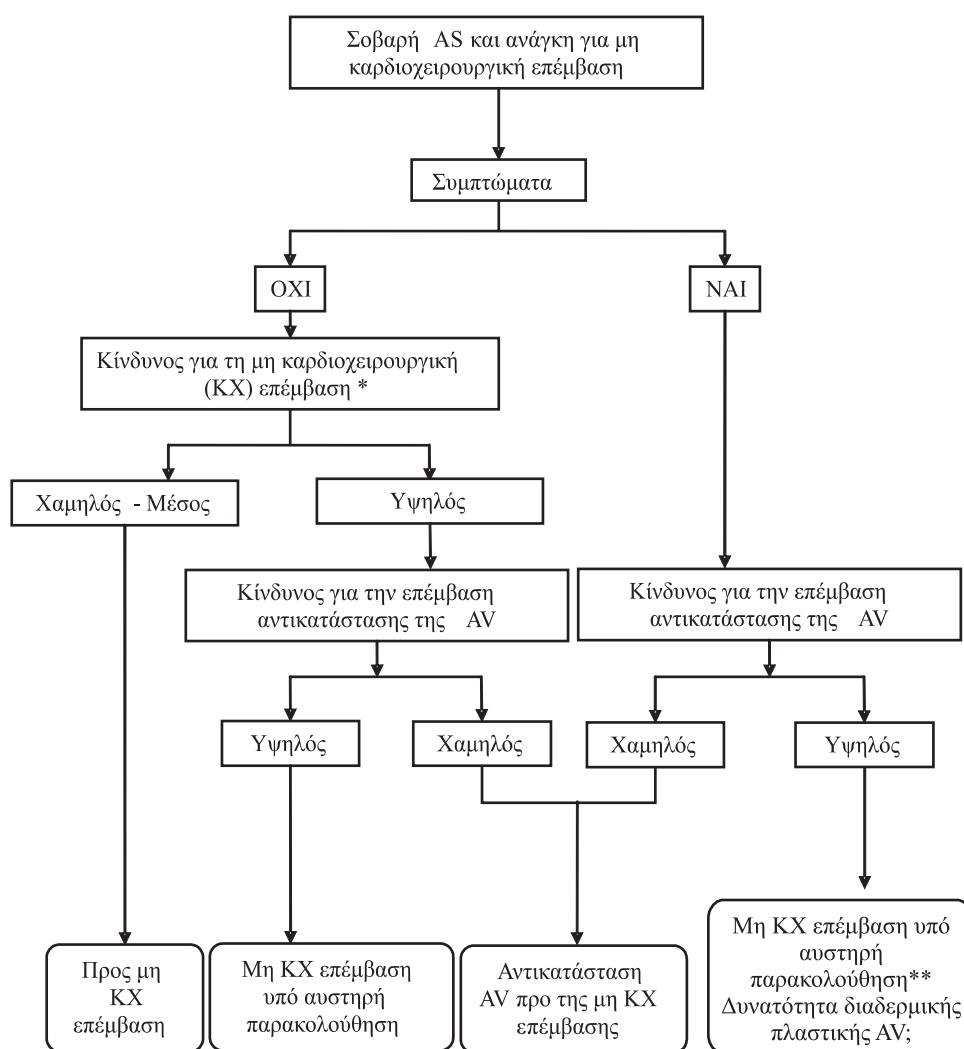 Σοβαρή AS και ανάγκη για μη
καρδιοχειρουργική επέμβαση
Συμπτώματα
ΟΧΙ
ΝΑΙ
Κίνδυνος για τη μη καρδιοχειρουργική
(ΚΧ) επέμβαση *
Χαμηλός - Μέσος
Υψηλός
Κίνδυνος για την επέμβαση
αντικατάστασης της AV
Κίνδυνος για την επέμβαση
αντικατάστασης της AV
Υψηλός
Χαμηλός
Χαμηλός
Υψηλός
Προς μη
ΚΧ
επέμβαση
Μη ΚΧ επέμβαση
υπό αυστηρή
παρακολούθηση
Αντικατάσταση
AV προ της μη ΚΧ
επέμβασης
Μη ΚΧ επέμβαση υπό
αυστηρή
παρακολούθηση**
Δυνατότητα διαδερμικής
πλαστικής AV;